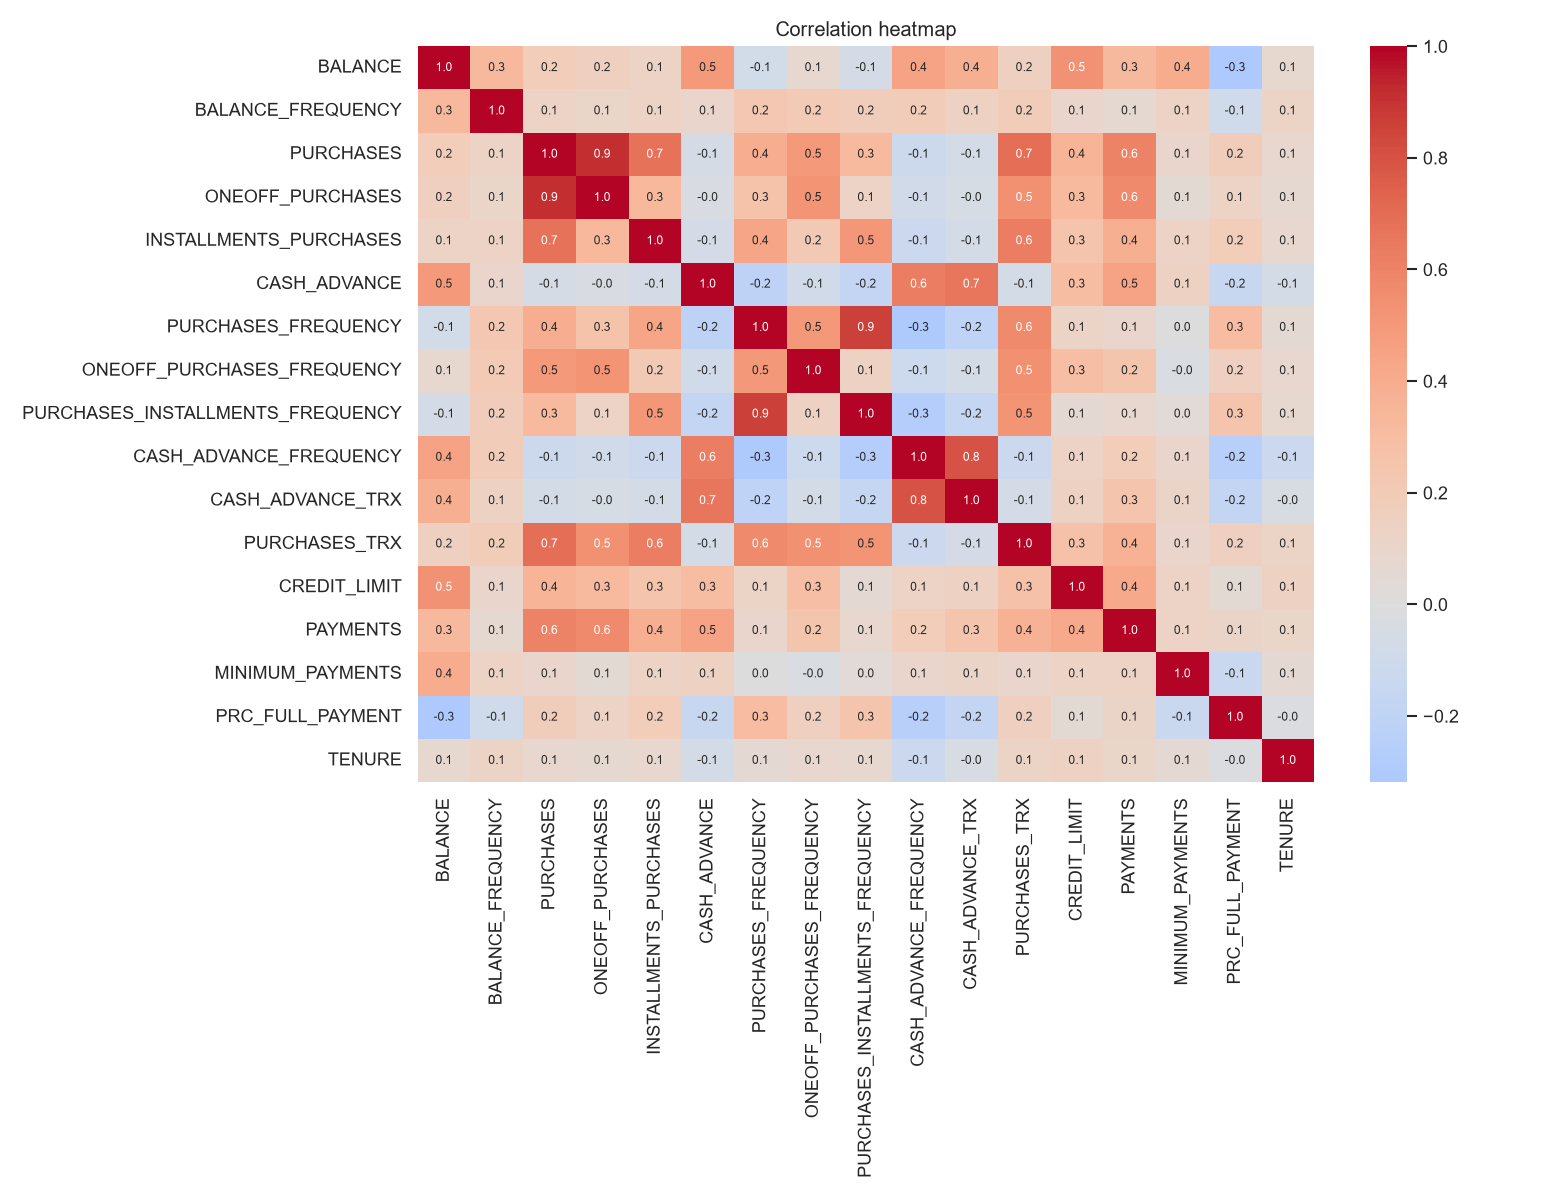 Correlation heatmap
BALANCE 1.0 0.3 0.2 0.2 0.1 0.5 -0.1 0.1 -0.1 0.4 0.4 0.2 0.5 0.3 0.4 -0.3 0.1
BALANCE_FREQUENCY 0.3 1.0 0.1 0.1 0.1 0.1 0.2 0.2 0.2 0.2 0.1 0.2 0.1 0.1 0.1 -0.1 0.1
PURCHASES 0.2 0.1 1.0 0.9 0.7 -0.1 0.4 0.5 0.3 -0.1 -0.1 0.7 0.4 0.6 0.1 0.2 0.1
ONEOFF_PURCHASES 0.2 0.1 0.9 1.0 0.3 -0.0 0.3 0.5 0.1 -0.1 -0.0 0.5 0.3 0.6 0.1 0.1 0.1
INSTALLMENTS_PURCHASES 0.1 0.1 0.7 0.3 1.0 -0.1 0.4 0.2 0.5 -0.1 -0.1 0.6 0.3 0.4 0.1 0.2 0.1
CASH_ADVANCE 0.5 0.1 -0.1 -0.0 -0.1 1.0 -0.2 -0.1 -0.2 0.6 0.7 -0.1 0.3 0.5 0.1 -0.2 -0.1
PURCHASES_FREQUENCY -0.1 0.2 0.4 0.3 0.4 -0.2 1.0 0.5 0.9 -0.3 -0.2 0.6 0.1 0.1 0.0 0.3 0.1
ONEOFF_PURCHASES_FREQUENCY 0.1 0.2 0.5 0.5 0.2 -0.1 0.5 1.0 0.1 -0.1 -0.1 0.5 0.3 0.2 -0.0 0.2 0.1
PURCHASES_INSTALLMENTS_FREQUENCY -0.1 0.2 0.3 0.1 0.5 -0.2 0.9 0.1 1.0 -0.3 -0.2 0.5 0.1 0.1 0.0 0.3 0.1
CASH_ADVANCE_FREQUENCY 0.4 0.2 -0.1 -0.1 -0.1 0.6 -0.3 -0.1 -0.3 1.0 0.8 -0.1 0.1 0.2 0.1 -0.2 -0.1
CASH_ADVANCE_TRX 0.4 0.1 -0.1 -0.0 -0.1 0.7 -0.2 -0.1 -0.2 0.8 1.0 -0.1 0.1 0.3 0.1 -0.2 -0.0
PURCHASES_TRX 0.2 0.2 0.7 0.5 0.6 -0.1 0.6 0.5 0.5 -0.1 -0.1 1.0 0.3 0.4 0.1 0.2 0.1
CREDIT_LIMIT 0.5 0.1 0.4 0.3 0.3 0.3 0.1 0.3 0.1 0.1 0.1 0.3 1.0 0.4 0.1 0.1 0.1
PAYMENTS 0.3 0.1 0.6 0.6 0.4 0.5 0.1 0.2 0.1 0.2 0.3 0.4 0.4 1.0 0.1 0.1 0.1
MINIMUM_PAYMENTS 0.4 0.1 0.1 0.1 0.1 0.1 0.0 -0.0 0.0 0.1 0.1 0.1 0.1 0.1 1.0 -0.1 0.1
PRC_FULL_PAYMENT -0.3 -0.1 0.2 0.1 0.2 -0.2 0.3 0.2 0.3 -0.2 -0.2 0.2 0.1 0.1 -0.1 1.0 -0.0
TENURE 0.1 0.1 0.1 0.1 0.1 -0.1 0.1 0.1 0.1 -0.1 -0.0 0.1 0.1 0.1 0.1 -0.0 1.0
BALANCE
BALANCE_FREQUENCY
PURCHASES
ONEOFF_PURCHASES
INSTALLMENTS_PURCHASES
CASH_ADVANCE
PURCHASES_FREQUENCY
ONEOFF_PURCHASES_FREQUENCY
PURCHASES_INSTALLMENTS_FREQUENCY
CASH_ADVANCE_FREQUENCY
CASH_ADVANCE_TRX
PURCHASES_TRX
CREDIT_LIMIT
PAYMENTS
MINIMUM_PAYMENTS
PRC_FULL_PAYMENT
TENURE
1.0
0.8
0.6
0.4
0.2
0.0
−0.2